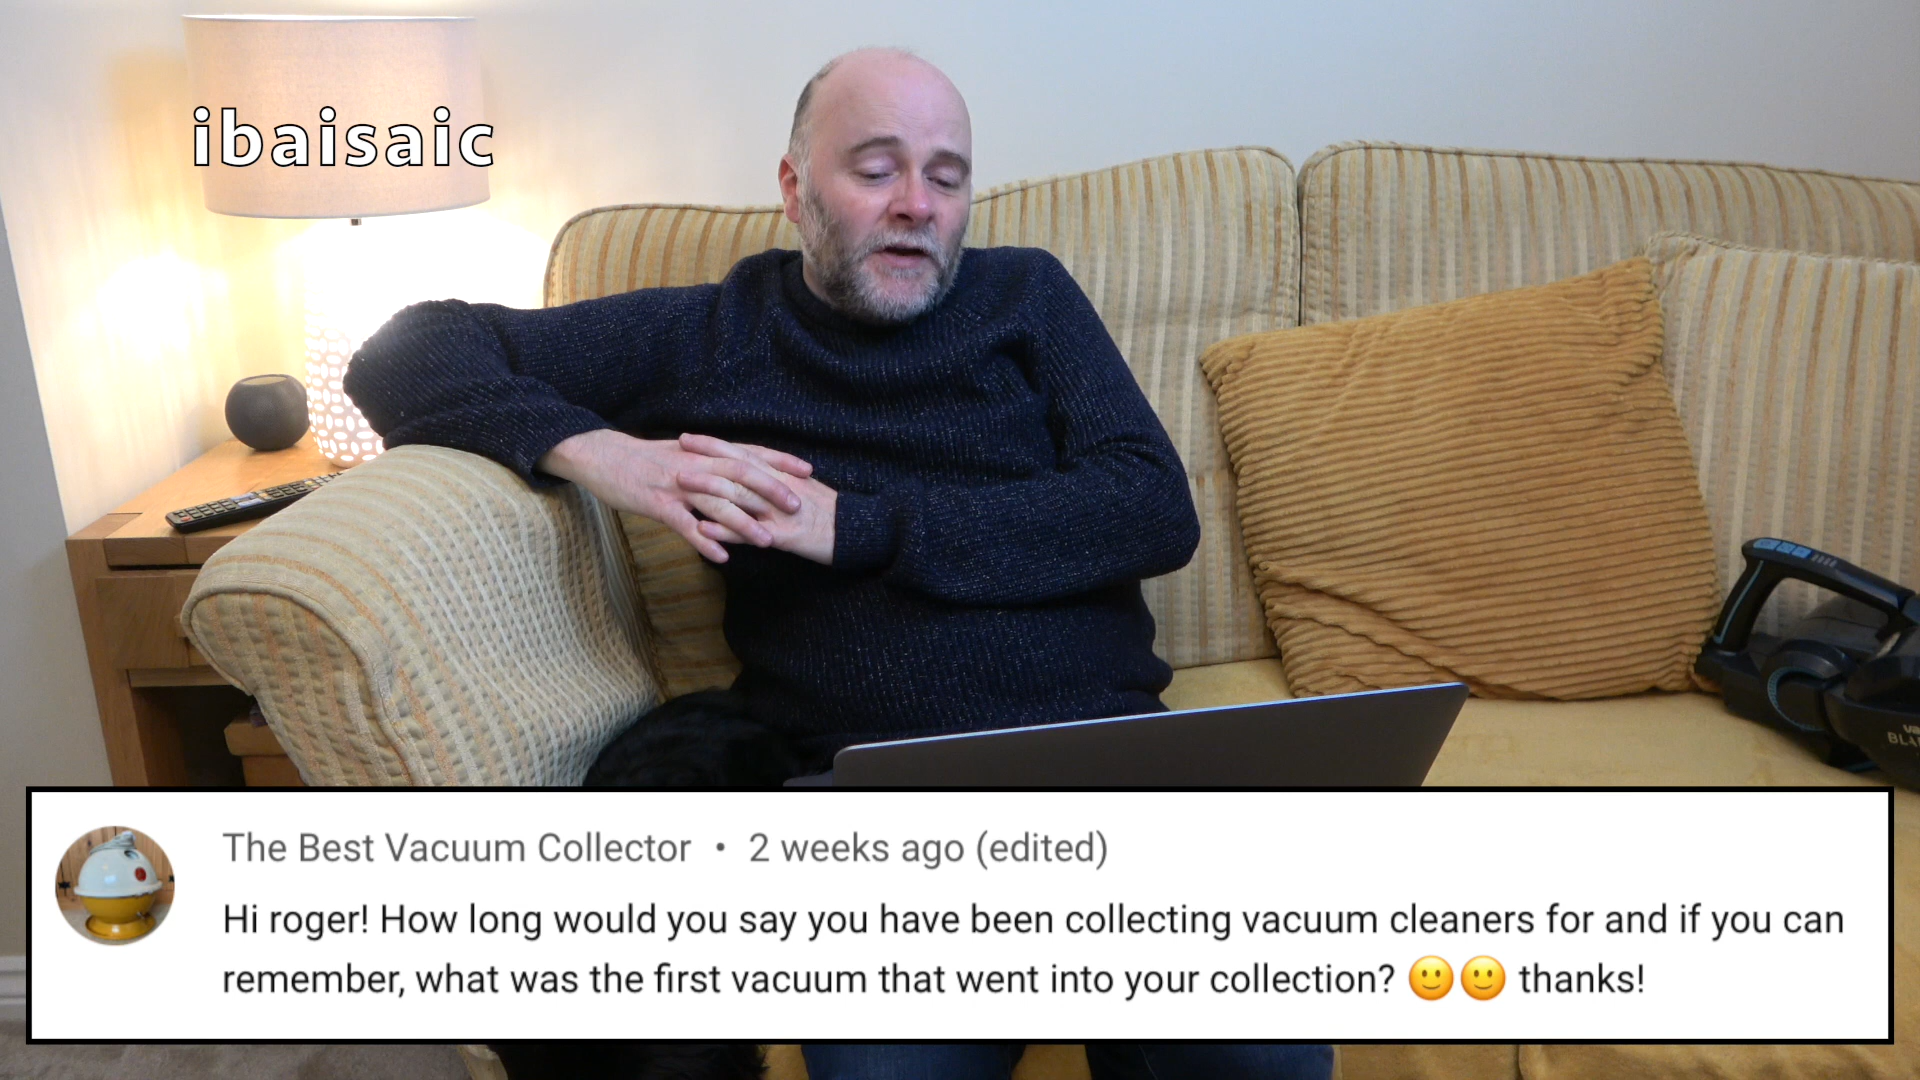 ibaisaic
The Best Vacuum Collector • 2 weeks ago (edited)
Hi roger! How long would you say you have been collecting vacuum cleaners for and if you can
remember, what was the first vacuum that went into your collection? 🙂🙂 thanks!